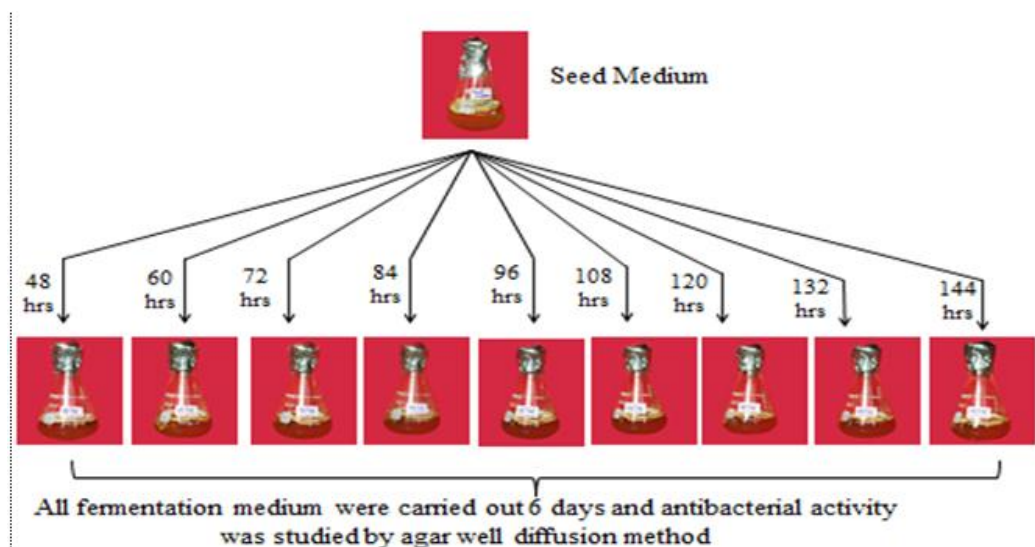 Seed Medium
48
hrs
60
hrs
72
hrs
84
hrs
96
hrs
108
hrs
120
hrs
132
hrs
144
hrs
All fermentation medium were carried out 6 days and antibacterial activity
was studied by agar well diffusion method